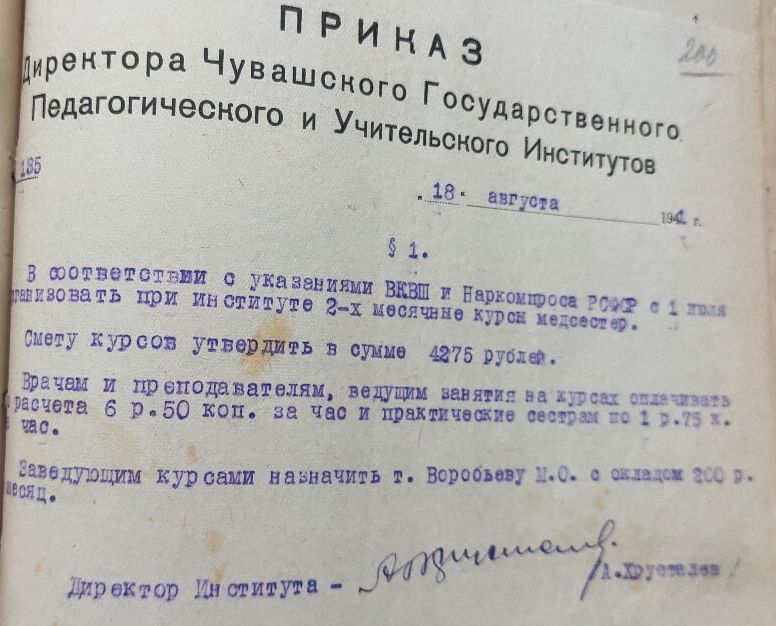 200
ПРИКАЗ
Директора Чувашского Государственного
Педагогического и Учительского Институтов
185
„ 18 " августа 1941 г.
§ 1.
В соответствии с указаниями ВКВШ и Наркомпроса РСФСР с 1 июля
рганизовать при институте 2-х месячные курсы медсестер.
Смету курсов утвердить в сумме 4275 рублей.
Врачам и преподавателям, ведущим занятия на курсах оплачивать
расчета 6 р.50 коп. за час и практические сестрам по 1 р.75 к.
час.
Заведующим курсами назначить т. Воробьеву М.О. с окладом 200 р.
месяц.
Директор Института -
А.Хрусталев